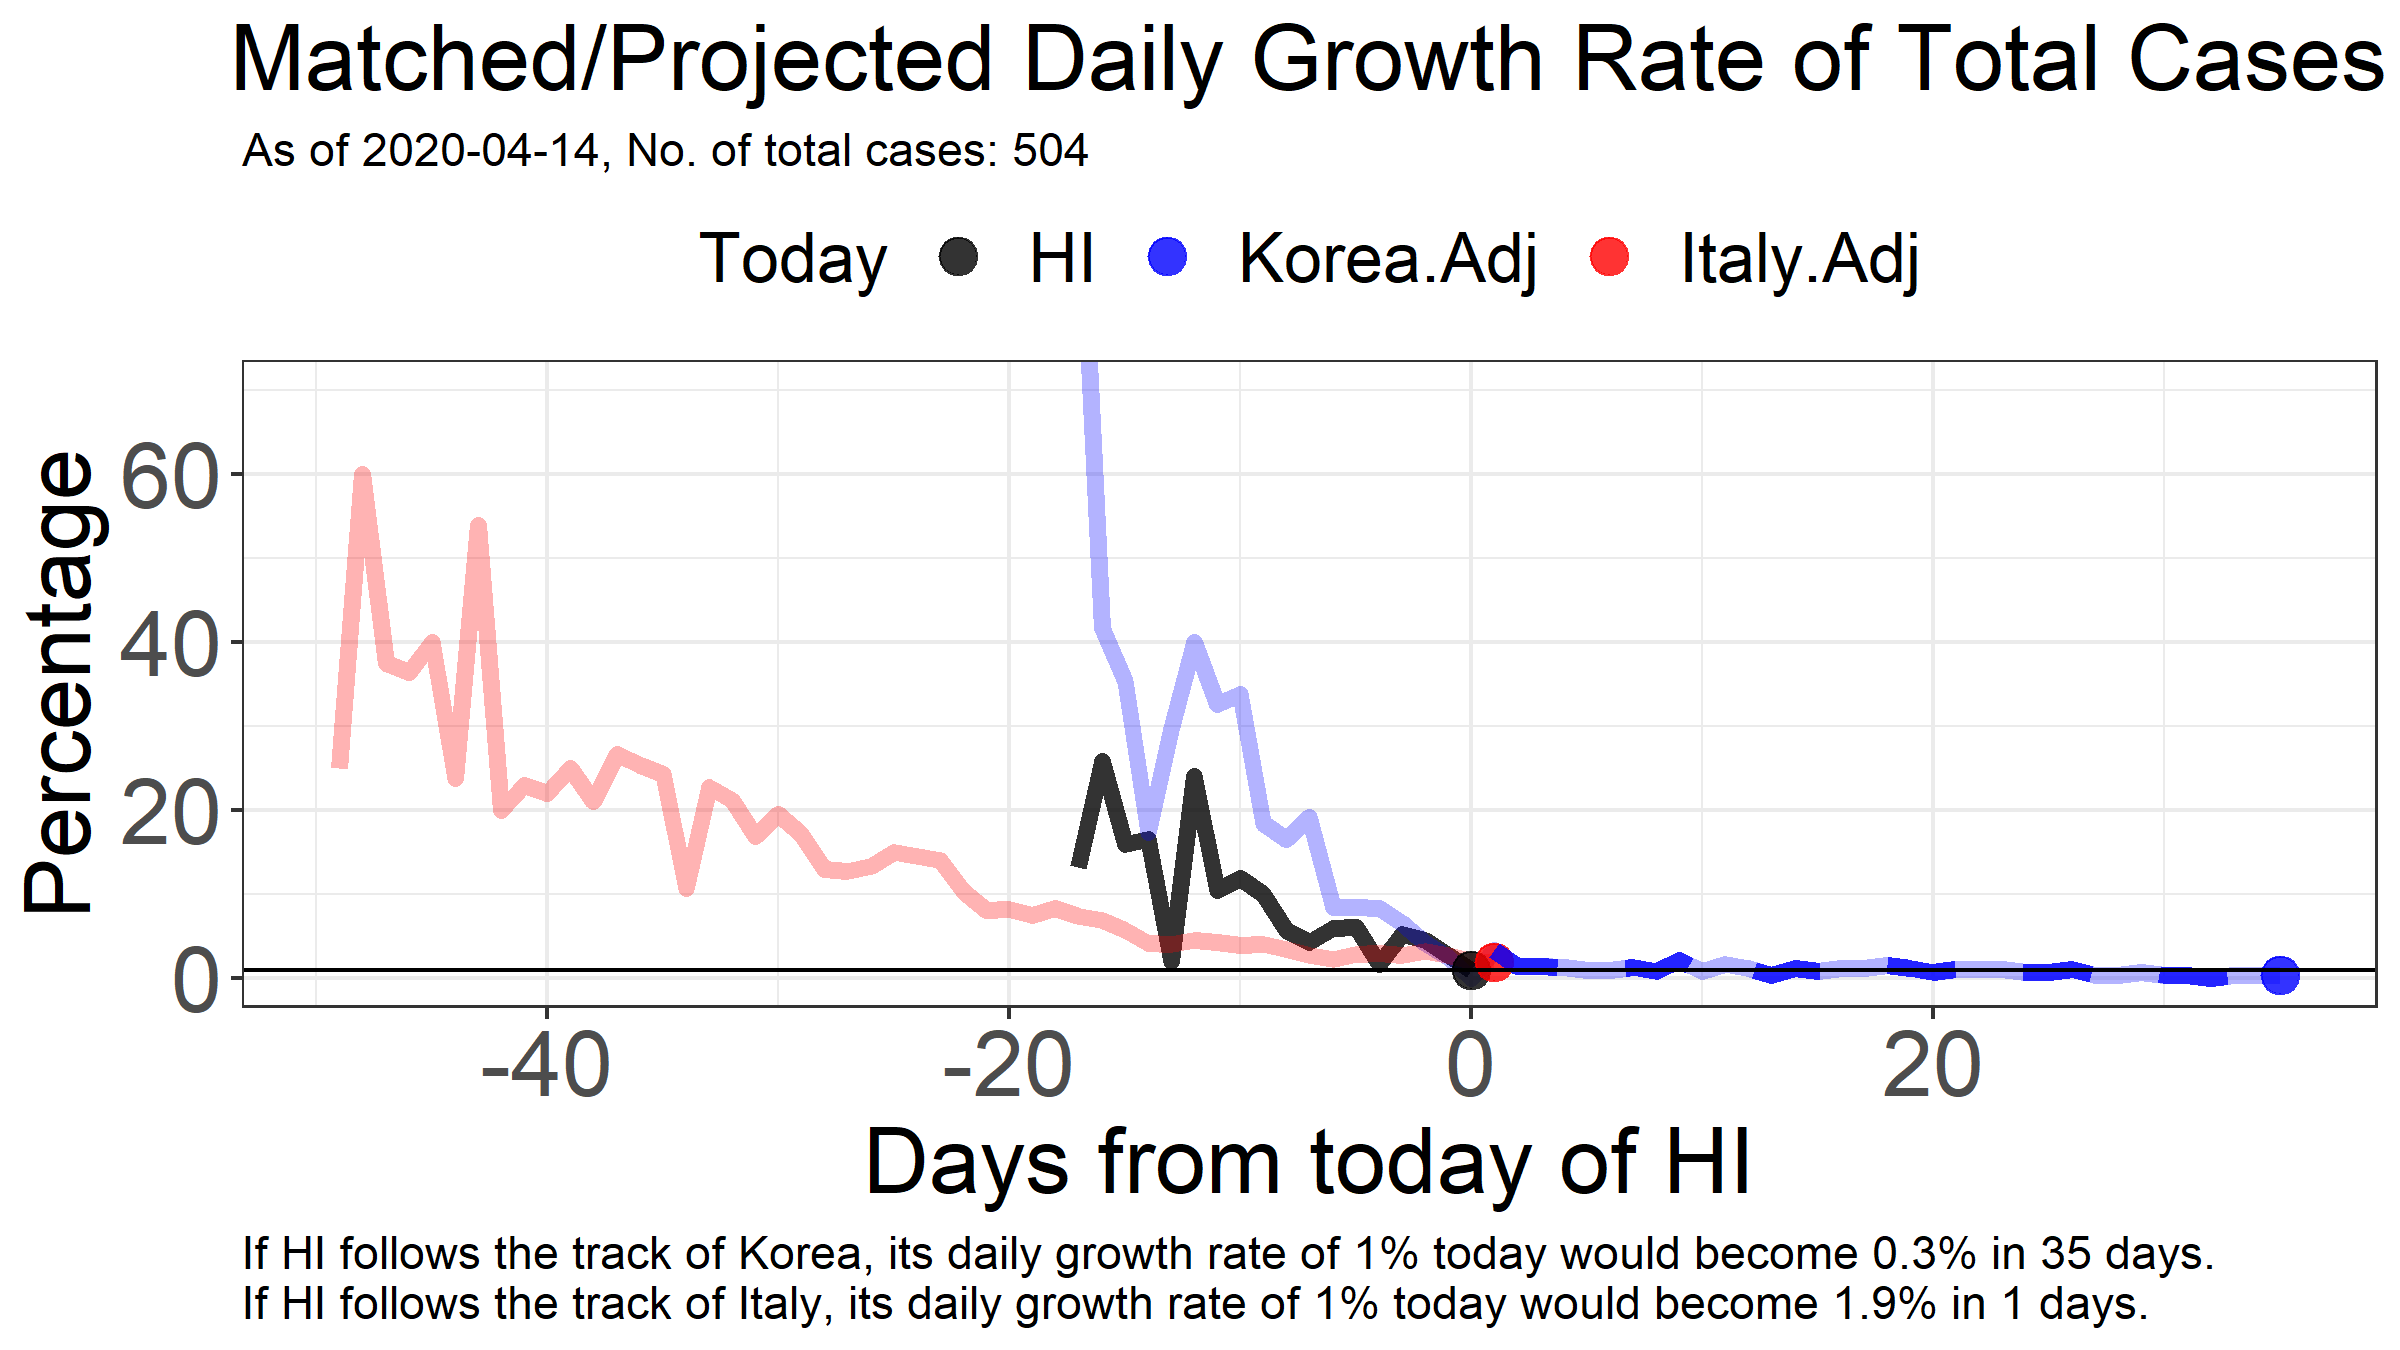 Matched/Projected Daily Growth Rate of Total Cases
As of 2020-04-14, No. of total cases: 504
Today HI Korea.Adj Italy.Adj
Percentage
60
40
20
0
-40 -20 0 20
Days from today of HI
If HI follows the track of Korea, its daily growth rate of 1% today would become 0.3% in 35 days.
If HI follows the track of Italy, its daily growth rate of 1% today would become 1.9% in 1 days.